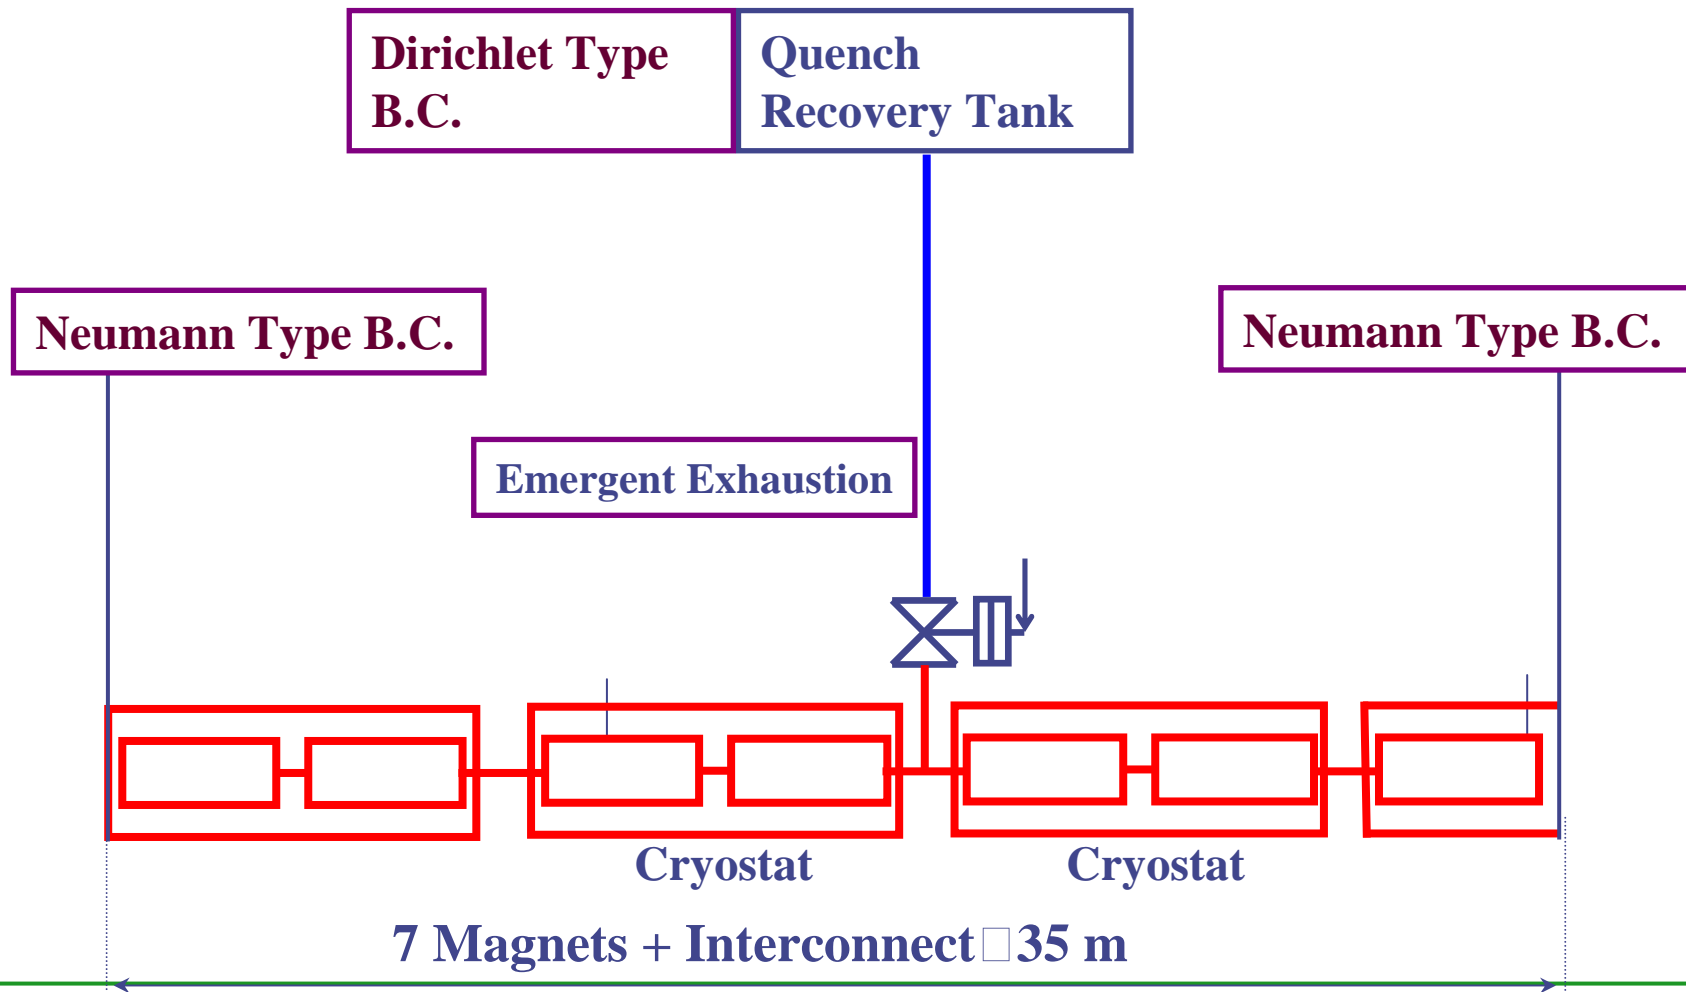 Dirichlet Type
B.C.
Quench
Recovery Tank
Neumann Type B.C.
Neumann Type B.C.
Emergent Exhaustion
Cryostat
Cryostat
7 Magnets + Interconnect□35 m